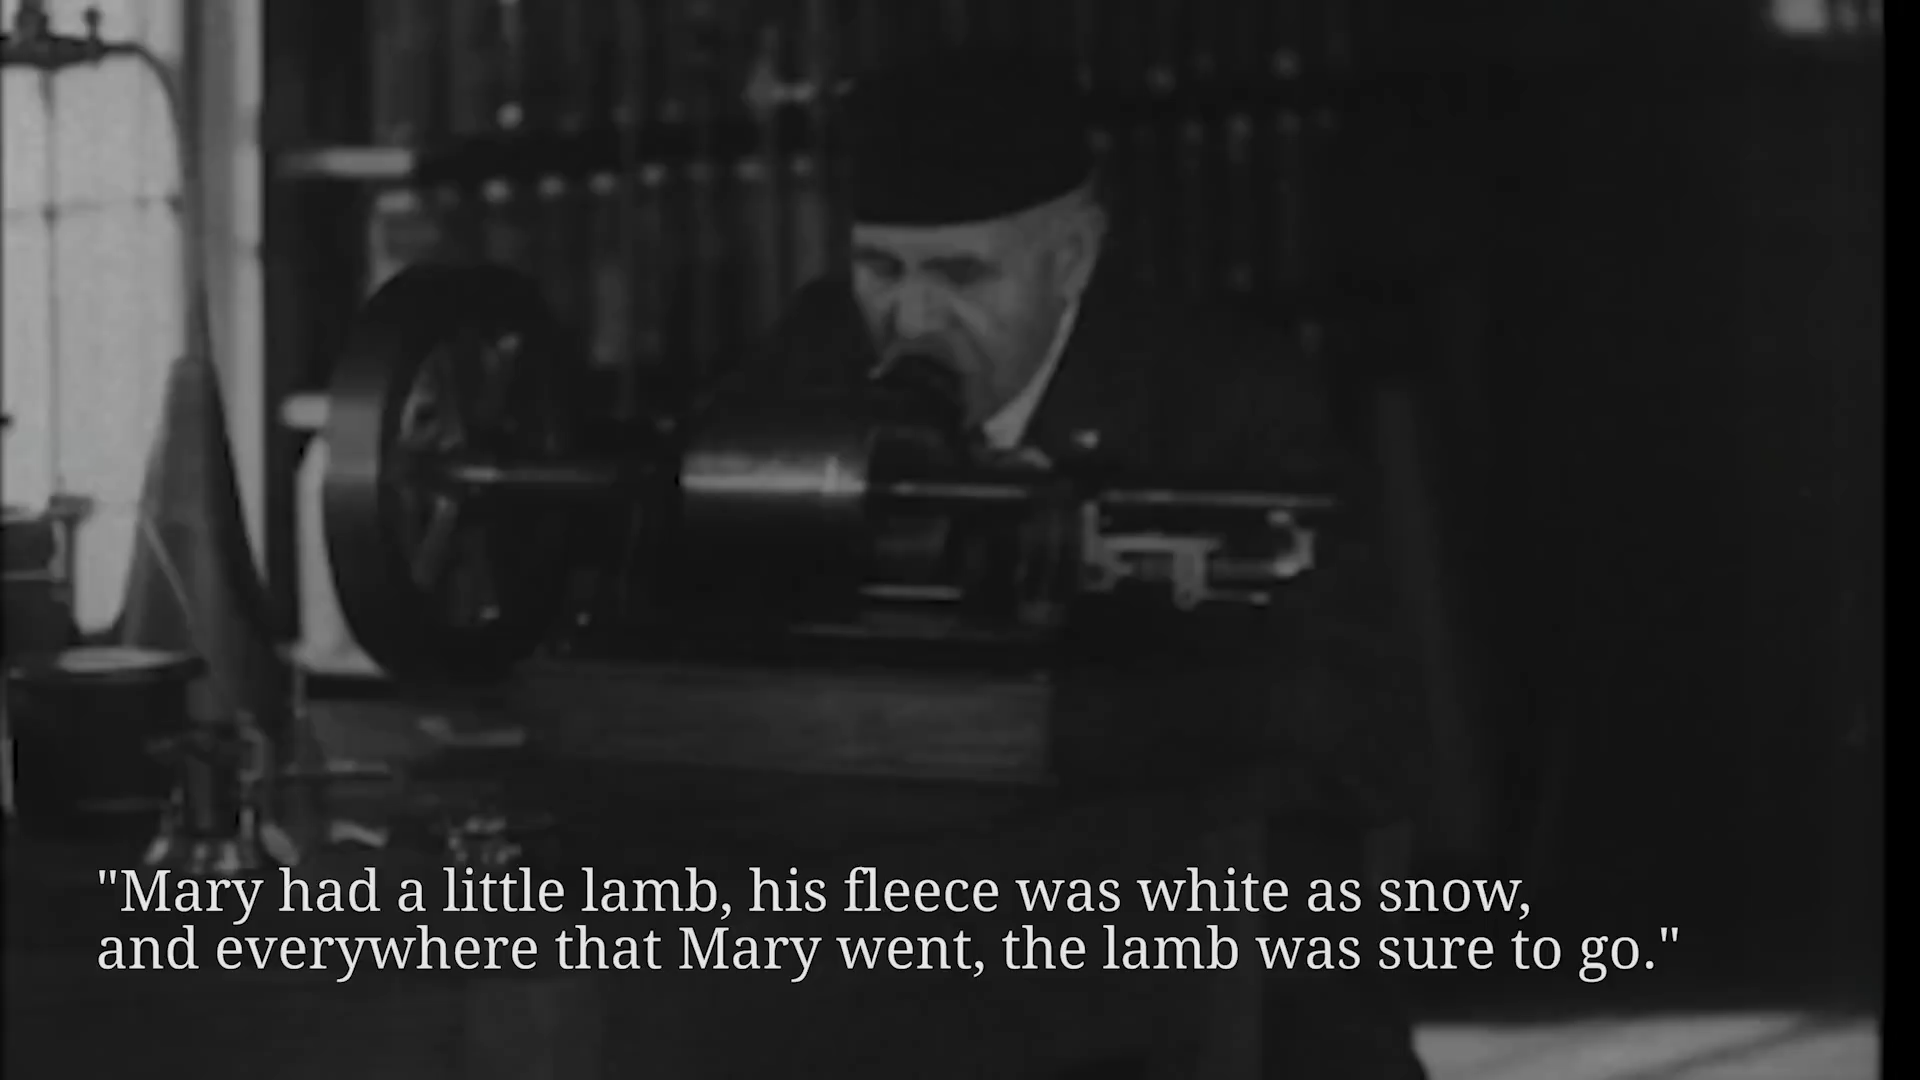 "Mary had a little lamb, his fleece was white as snow,
and everywhere that Mary went, the lamb was sure to go."